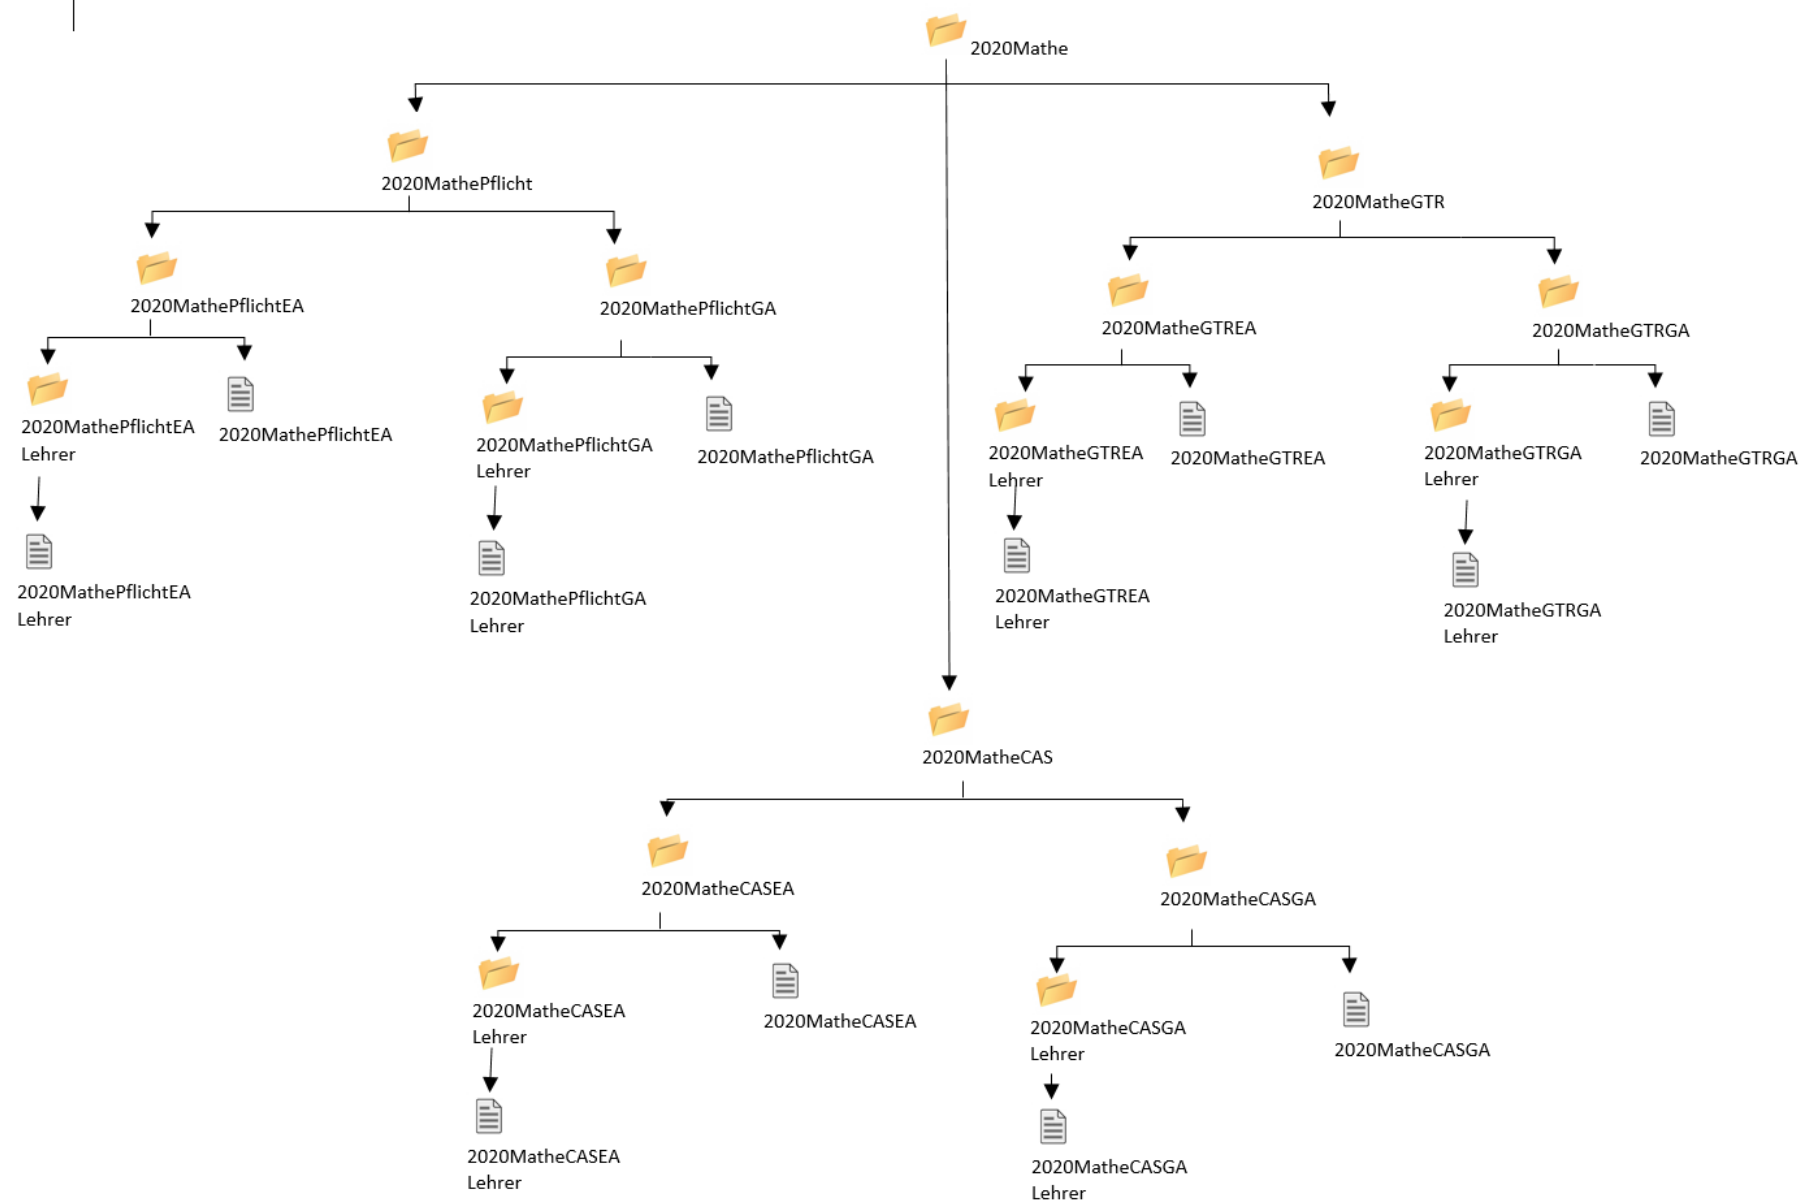 2020Mathe
2020MathePflicht
2020MatheGTR
2020MathePflichtEA
2020MathePflichtGA
2020MatheGTREA
2020MatheGTRGA
2020MathePflichtEA
Lehrer
2020MathePflichtEA
2020MathePflichtGA
Lehrer
2020MathePflichtGA
2020MatheGTREA
Lehrer
2020MatheGTREA
2020MatheGTRGA
Lehrer
2020MatheGTRGA
2020MathePflichtEA
Lehrer
2020MathePflichtGA
Lehrer
2020MatheGTREA
Lehrer
2020MatheGTRGA
Lehrer
2020MatheCAS
2020MatheCASEA
2020MatheCASGA
2020MatheCASEA
Lehrer
2020MatheCASEA
2020MatheCASGA
Lehrer
2020MatheCASGA
2020MatheCASEA
Lehrer
2020MatheCASGA
Lehrer